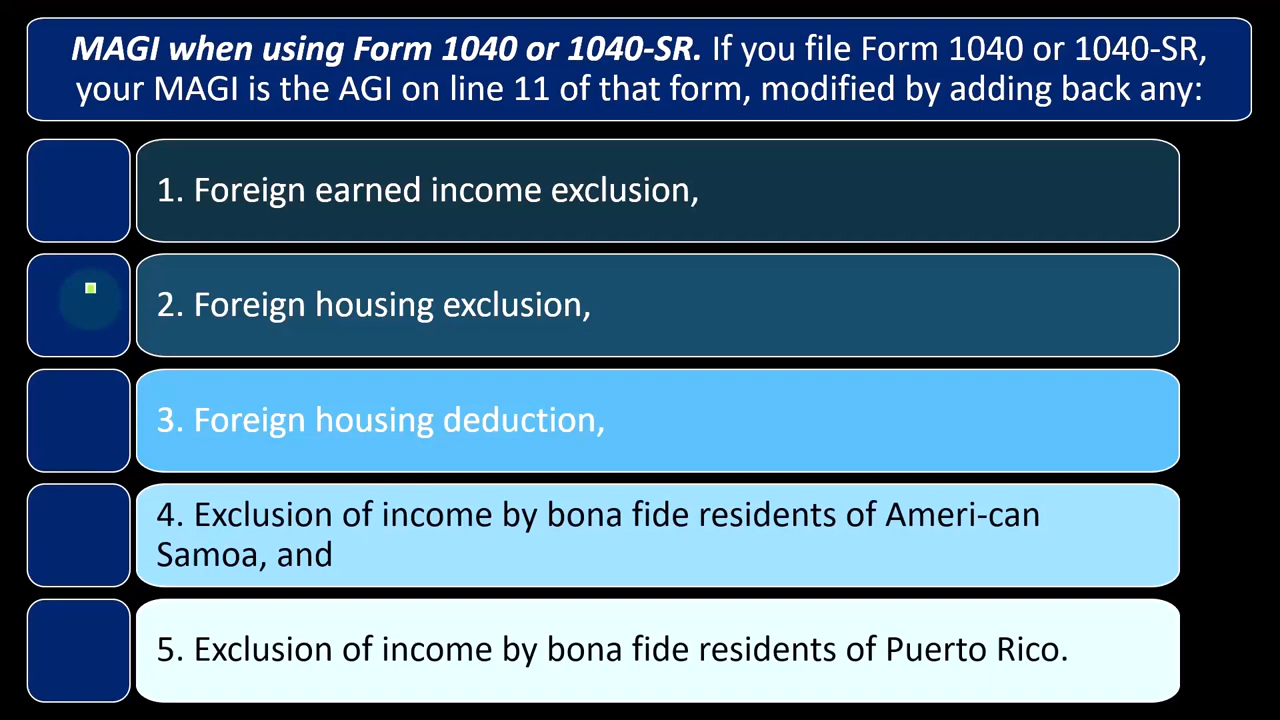 MAGI when using Form 1040 or 1040-SR. If you file Form 1040 or 1040-SR,
your MAGI is the AGI on line 11 of that form, modified by adding back any:
1. Foreign earned income exclusion,
2. Foreign housing exclusion,
3. Foreign housing deduction,
4. Exclusion of income by bona fide residents of Ameri-can
Samoa, and
5. Exclusion of income by bona fide residents of Puerto Rico.